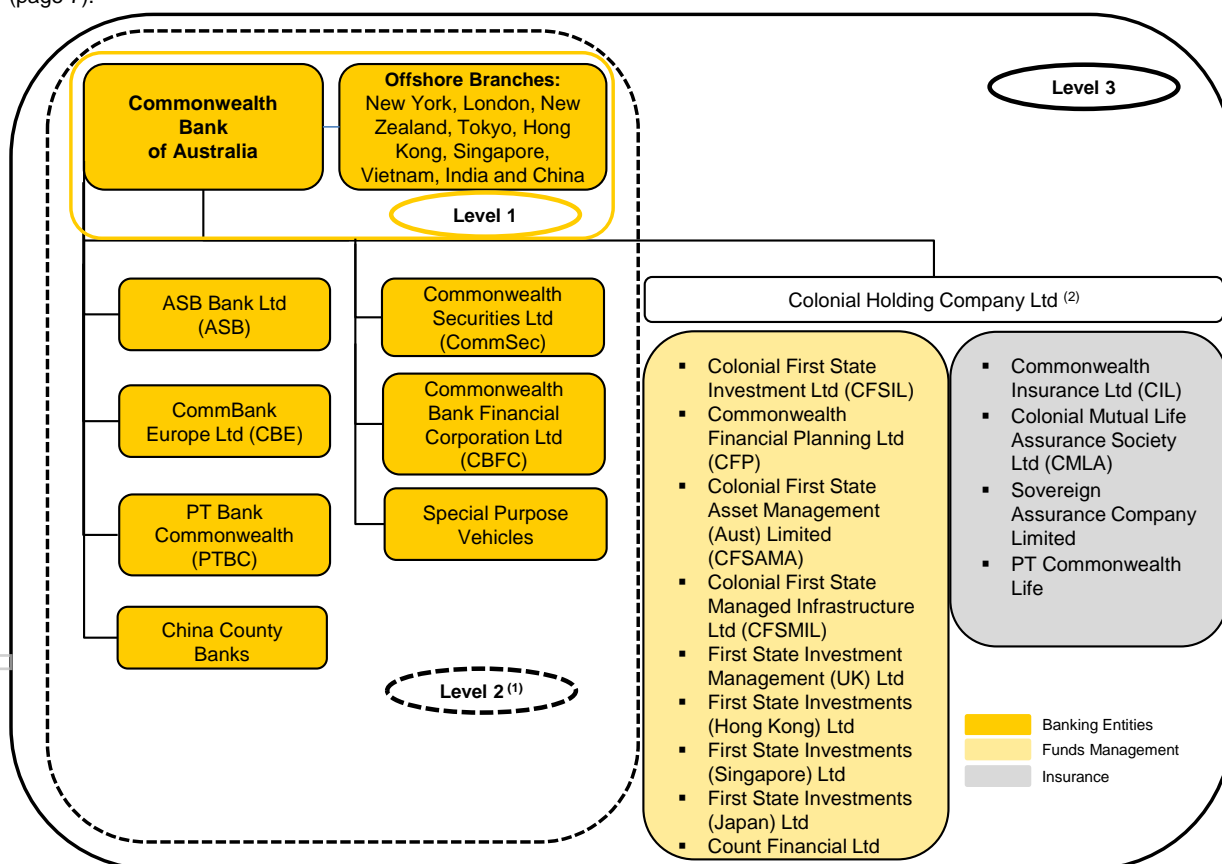 (page 7).
Commonwealth
Bank
of Australia
Offshore Branches:
New York, London, New
Zealand, Tokyo, Hong
Kong, Singapore,
Vietnam, India and China
Level 1
Level 3
ASB Bank Ltd
(ASB)
CommBank
Europe Ltd (CBE)
PT Bank
Commonwealth
(PTBC)
China County
Banks
Commonwealth
Securities Ltd
(CommSec)
Commonwealth
Bank Financial
Corporation Ltd
(CBFC)
Special Purpose
Vehicles
Level 2 (1)
Colonial Holding Company Ltd (2)
▪ Colonial First State
Investment Ltd (CFSIL)
▪ Commonwealth
Financial Planning Ltd
(CFP)
▪ Colonial First State
Asset Management
(Aust) Limited
(CFSAMA)
▪ Colonial First State
Managed Infrastructure
Ltd (CFSMIL)
▪ First State Investment
Management (UK) Ltd
▪ First State Investments
(Hong Kong) Ltd
▪ First State Investments
(Singapore) Ltd
▪ First State Investments
(Japan) Ltd
▪ Count Financial Ltd
▪ Commonwealth
Insurance Ltd (CIL)
▪ Colonial Mutual Life
Assurance Society
Ltd (CMLA)
▪ Sovereign
Assurance Company
Limited
▪ PT Commonwealth
Life
Banking Entities
Funds Management
Insurance